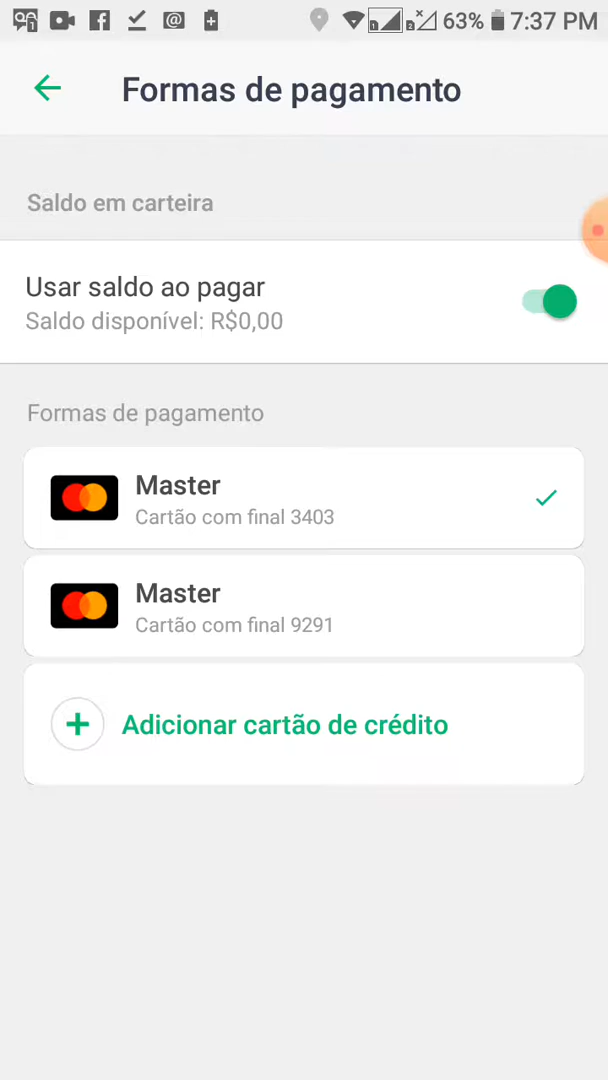 63% 7:37 PM
Formas de pagamento
Saldo em carteira
Usar saldo ao pagar
Saldo disponível: R$0,00
Formas de pagamento
Master
Cartão com final 3403
Master
Cartão com final 9291
Adicionar cartão de crédito